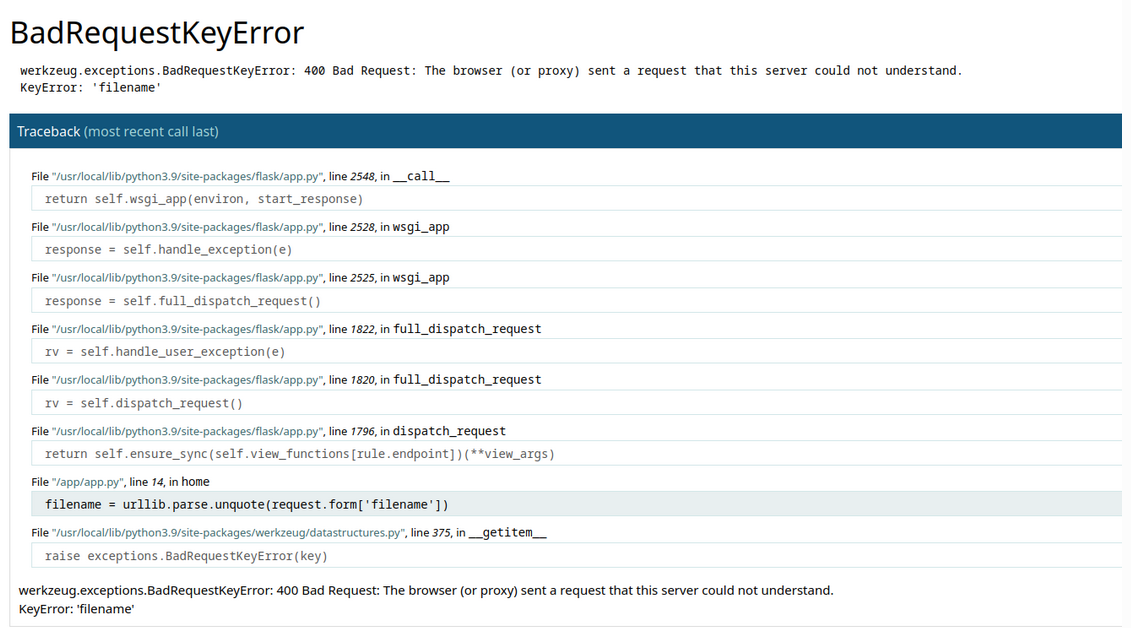 BadRequestKeyError
werkzeug.exceptions.BadRequestKeyError: 400 Bad Request: The browser (or proxy) sent a request that this server could not understand.
KeyError: 'filename'
Traceback (most recent call last)
File "/usr/local/lib/python3.9/site-packages/flask/app.py", line 2548, in __call__
return self.wsgi_app(environ, start_response)
File "/usr/local/lib/python3.9/site-packages/flask/app.py", line 2528, in wsgi_app
response = self.handle_exception(e)
File "/usr/local/lib/python3.9/site-packages/flask/app.py", line 2525, in wsgi_app
response = self.full_dispatch_request()
File "/usr/local/lib/python3.9/site-packages/flask/app.py", line 1822, in full_dispatch_request
rv = self.handle_user_exception(e)
File "/usr/local/lib/python3.9/site-packages/flask/app.py", line 1820, in full_dispatch_request
rv = self.dispatch_request()
File "/usr/local/lib/python3.9/site-packages/flask/app.py", line 1796, in dispatch_request
return self.ensure_sync(self.view_functions[rule.endpoint])(**view_args)
File "/app/app.py", line 14, in home
filename = urllib.parse.unquote(request.form['filename'])
File "/usr/local/lib/python3.9/site-packages/werkzeug/datastructures.py", line 375, in __getitem__
raise exceptions.BadRequestKeyError(key)
werkzeug.exceptions.BadRequestKeyError: 400 Bad Request: The browser (or proxy) sent a request that this server could not understand.
KeyError: 'filename'